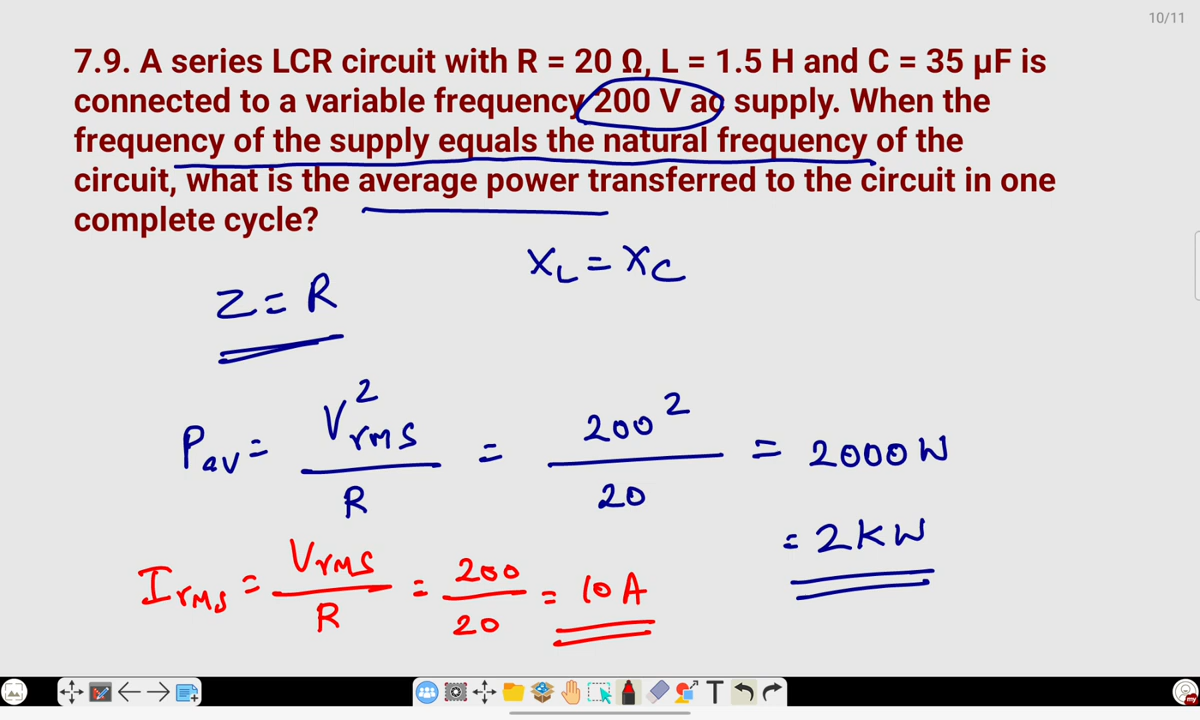 10/11
7.9. A series LCR circuit with R = 20 Ω, L = 1.5 H and C = 35 μF is
connected to a variable frequency 200 V ac supply. When the
frequency of the supply equals the natural frequency of the
circuit, what is the average power transferred to the circuit in one
complete cycle?
X_L = X_C
Z = R
P_av = V²_rms / R = 200² / 20 = 2000 W
= 2 KW
I_rms = V_rms / R = 200 / 20 = 10 A
T
my